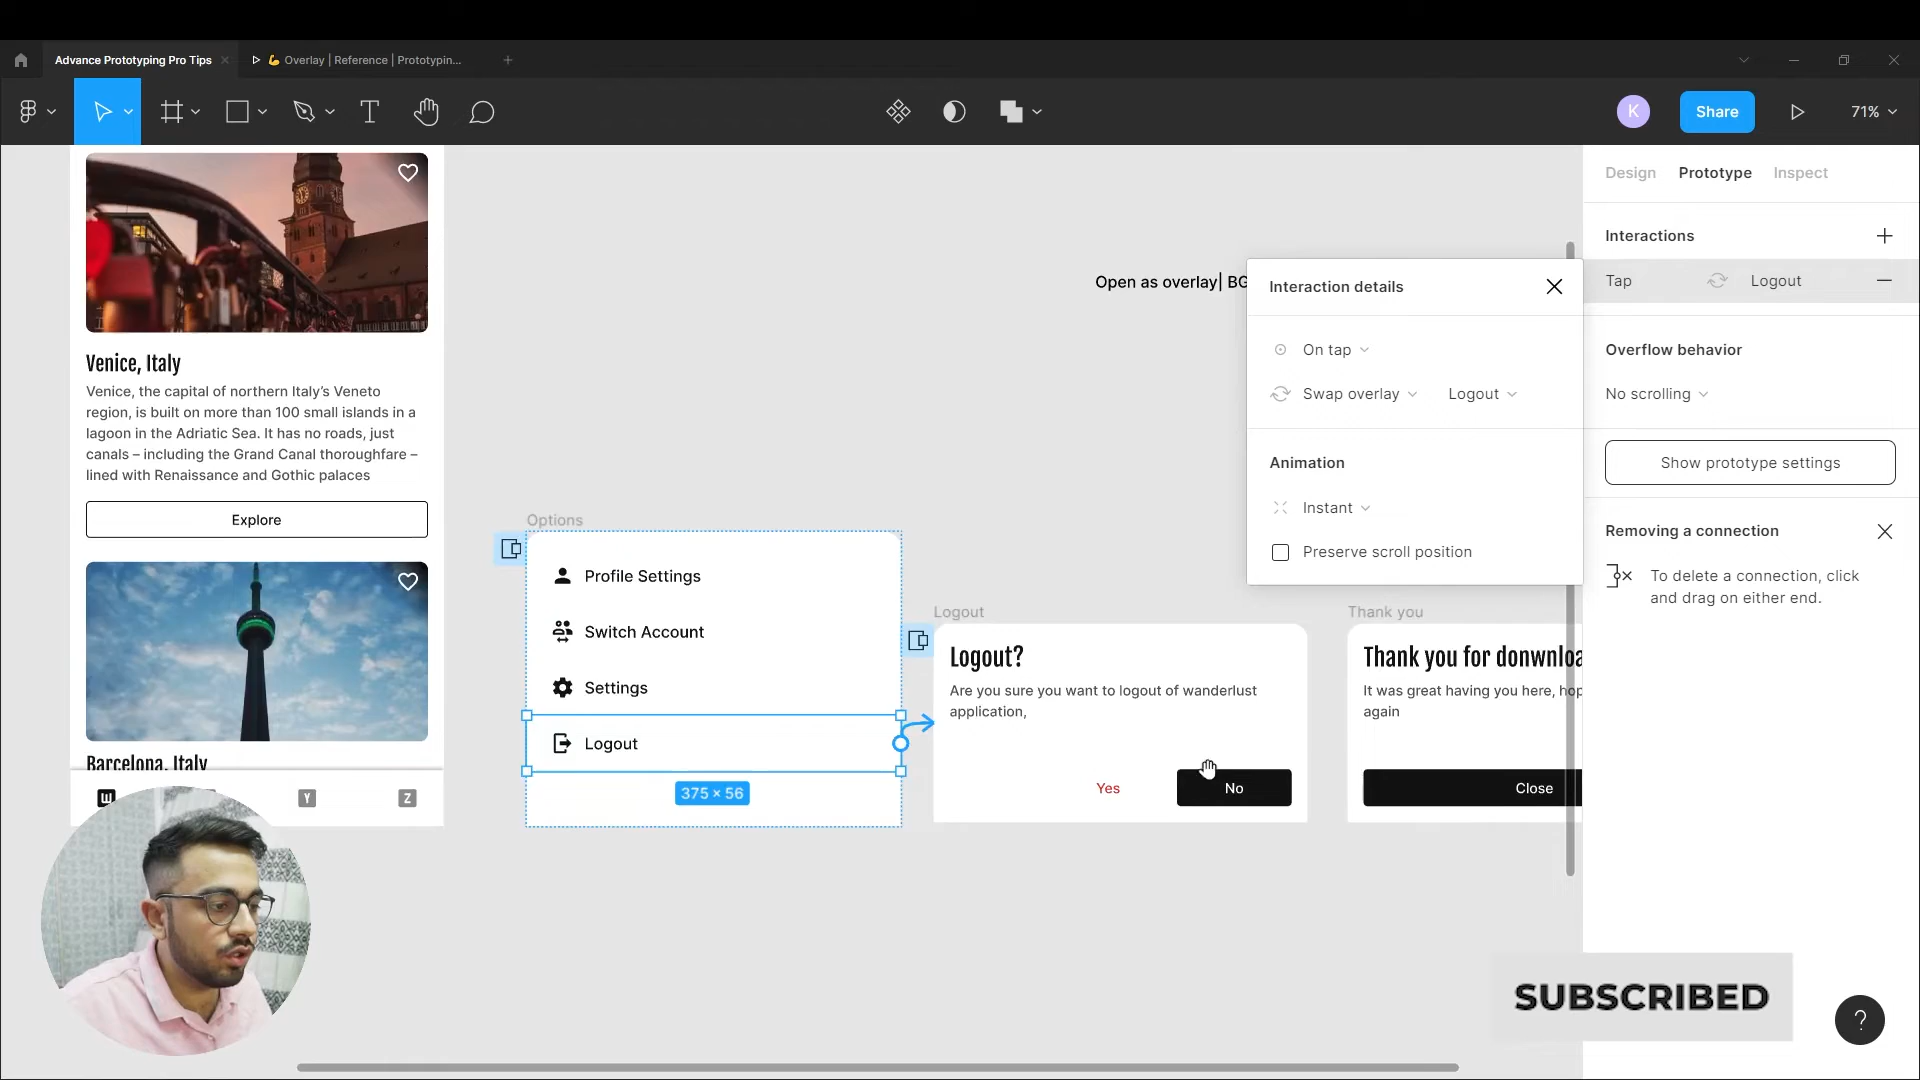 Advance Prototyping Pro Tips
Overlay | Reference | Prototypin...
K
Share
71%
Design
Prototype
Inspect
Interactions
Tap
Logout
Overflow behavior
No scrolling
Show prototype settings
Removing a connection
To delete a connection, click
and drag on either end.
Open as overlay| BG
Interaction details
On tap
Swap overlay
Logout
Animation
Instant
Preserve scroll position
Venice, Italy
Venice, the capital of northern Italy’s Veneto
region, is built on more than 100 small islands in a
lagoon in the Adriatic Sea. It has no roads, just
canals – including the Grand Canal thoroughfare –
lined with Renaissance and Gothic palaces
Explore
Barcelona, Italy
W
Y
Z
Options
Profile Settings
Switch Account
Settings
Logout
375 × 56
Logout
Logout?
Are you sure you want to logout of wanderlust
application,
Yes
No
Thank you
Thank you for donwnloa
It was great having you here, hop
again
Close
SUBSCRIBED
?